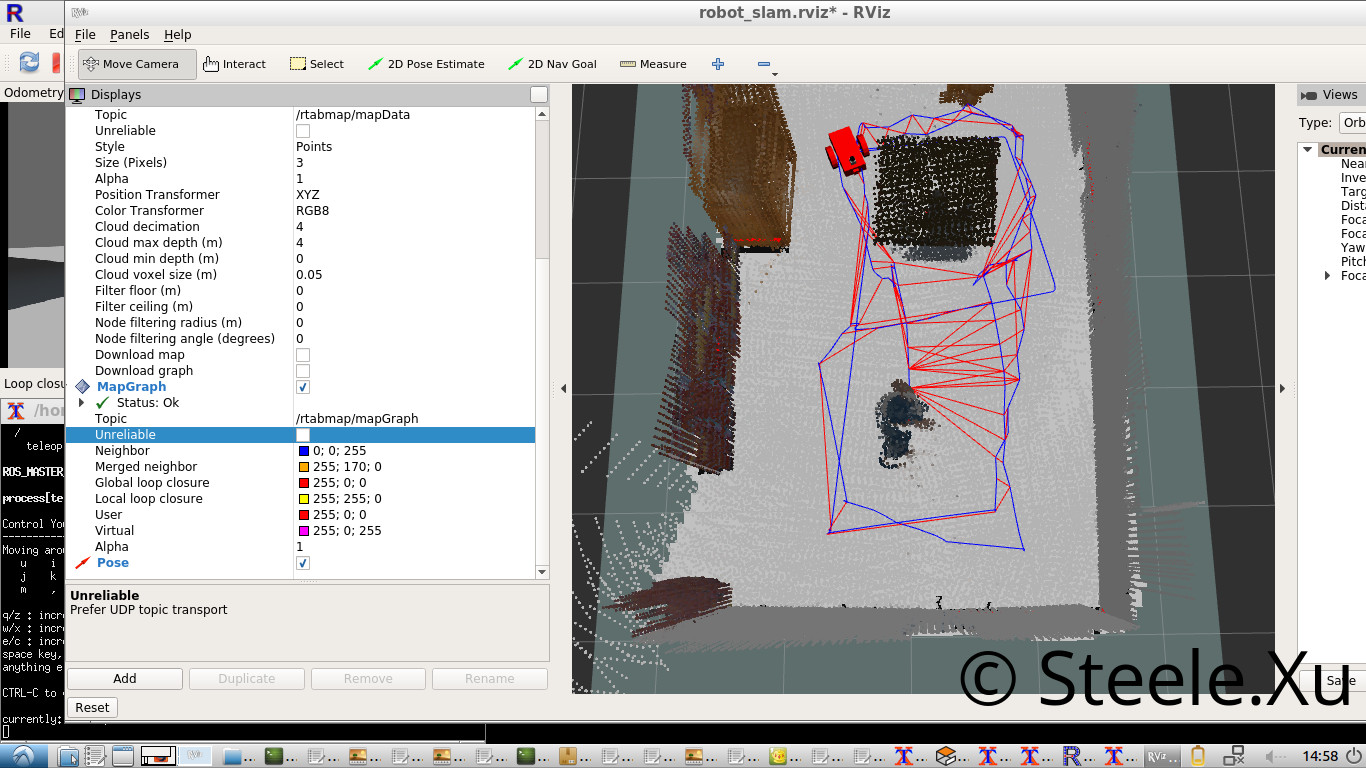 robot_slam.rviz* - RViz
File Ed
File Panels Help
Move Camera Interact Select 2D Pose Estimate 2D Nav Goal Measure
Odometry
Displays
Views
Topic /rtabmap/mapData
Unreliable
Style Points
Size (Pixels) 3
Alpha 1
Position Transformer XYZ
Color Transformer RGB8
Cloud decimation 4
Cloud max depth (m) 4
Cloud min depth (m) 0
Cloud voxel size (m) 0.05
Filter floor (m) 0
Filter ceiling (m) 0
Node filtering radius (m) 0
Node filtering angle (degrees) 0
Download map
Download graph
MapGraph
Status: Ok
Topic /rtabmap/mapGraph
Unreliable
Neighbor 0; 0; 255
Merged neighbor 255; 170; 0
Global loop closure 255; 0; 0
Local loop closure 255; 255; 0
User 255; 0; 0
Virtual 255; 0; 255
Alpha 1
Pose
Unreliable
Prefer UDP topic transport
Add Duplicate Remove Rename
Reset
Type: Orb
Curren
Near
Inve
Targ
Dista
Foca
Foca
Yaw
Pitch
Foca
Save
Loop closu
/hor
/
teleop
ROS_MASTER
process[te
Control You
Moving arou
u i
j k
m ,
q/z : incre
w/x : incre
e/c : incre
space key,
anything e
CTRL-C to
currently:
© Steele.Xu
RViz
14:58